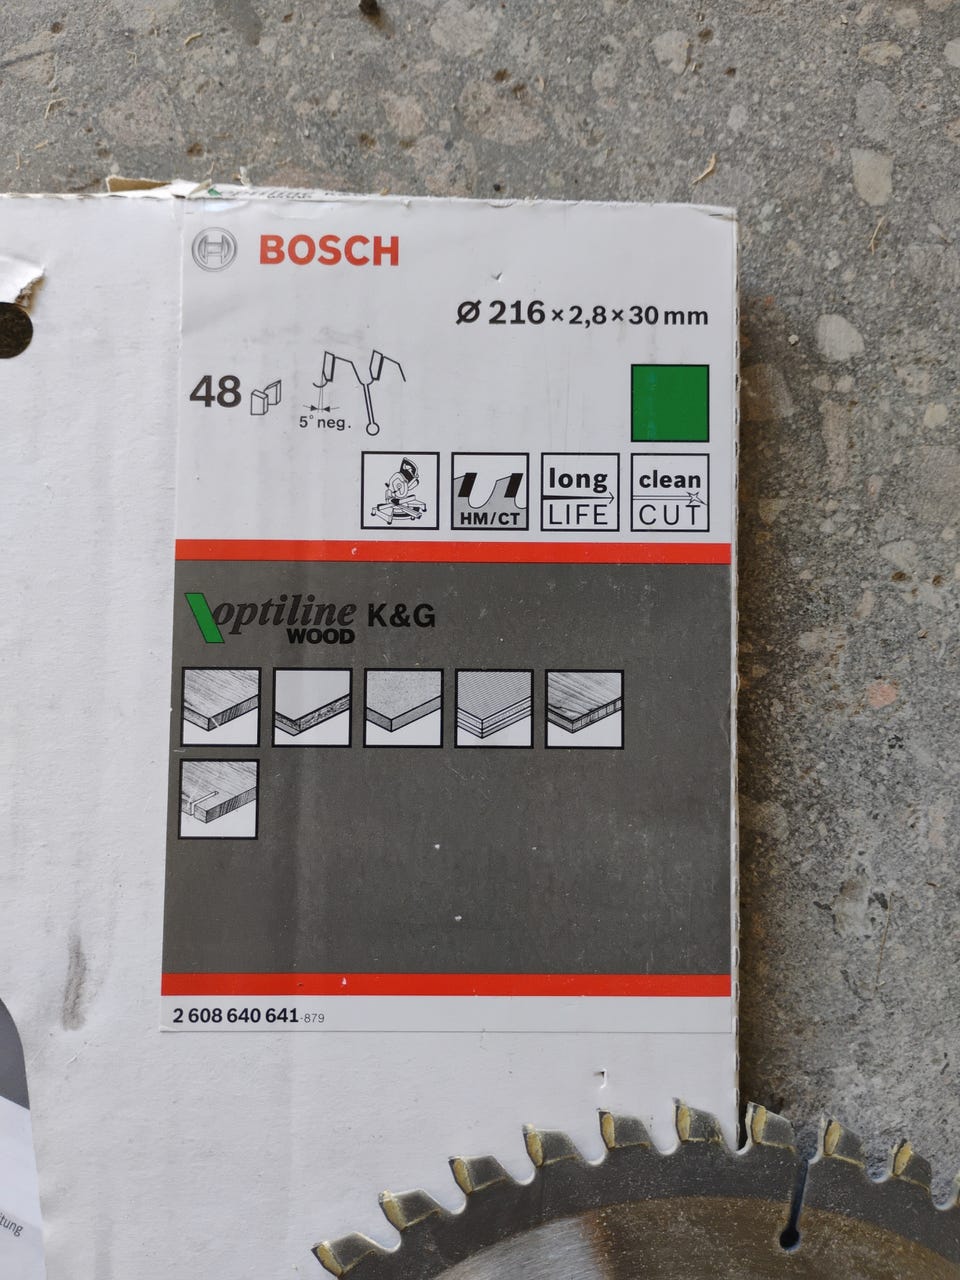 BOSCH
Ø 216 × 2,8 × 30 mm
48
5° neg.
HM/CT
long
LIFE
clean
CUT
optiline
WOOD
K&G
2 608 640 641-879
itung